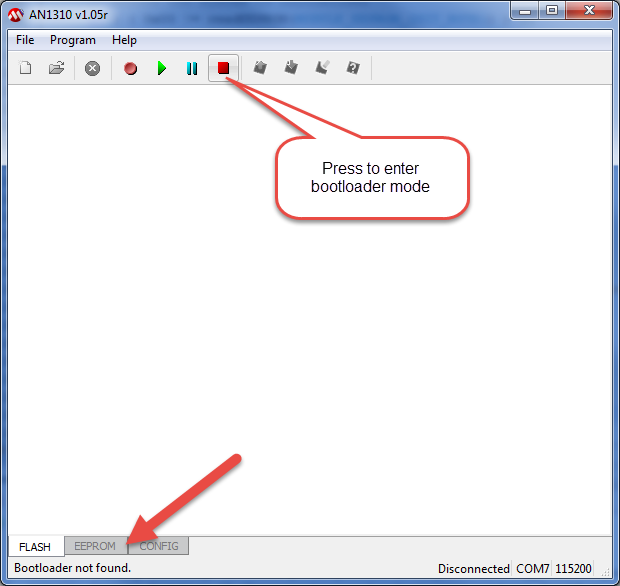 AN1310 v1.05r
File Program Help
Press to enter
bootloader mode
FLASH EEPROM CONFIG
Bootloader not found. Disconnected COM7 115200